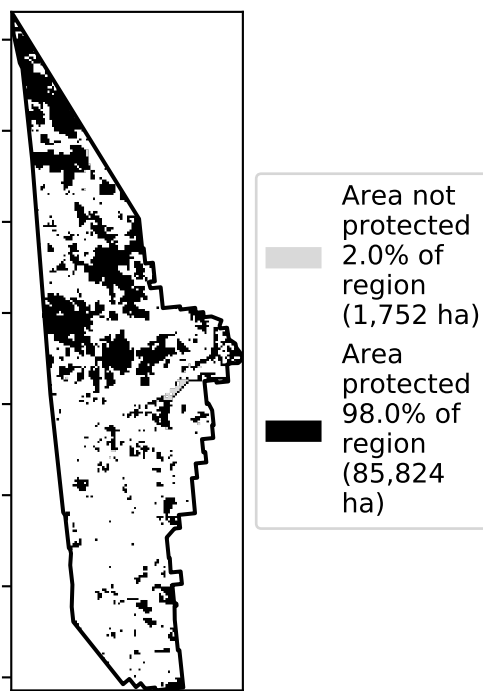 Area not
protected
2.0% of
region
(1,752 ha)
Area
protected
98.0% of
region
(85,824
ha)